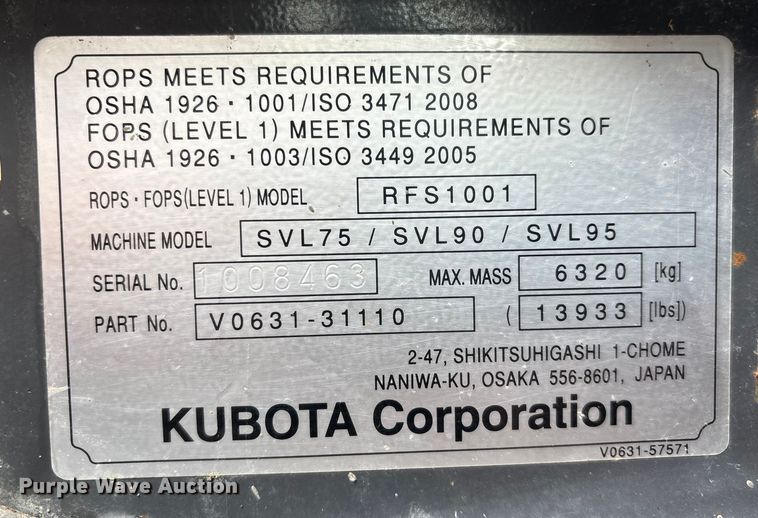 ROPS MEETS REQUIREMENTS OF
OSHA 1926・1001/ISO 3471 2008
FOPS (LEVEL 1) MEETS REQUIREMENTS OF
OSHA 1926・1003/ISO 3449 2005
ROPS・FOPS(LEVEL 1) MODEL RFS1001
MACHINE MODEL SVL75 / SVL90 / SVL95
SERIAL No. 1008463 MAX. MASS 6320 [kg]
PART No. V0631-31110 ( 13933 [lbs])
2-47, SHIKITSUHIGASHI 1-CHOME
NANIWA-KU, OSAKA 556-8601, JAPAN
KUBOTA Corporation
V0631-57571
Purple Wave Auction